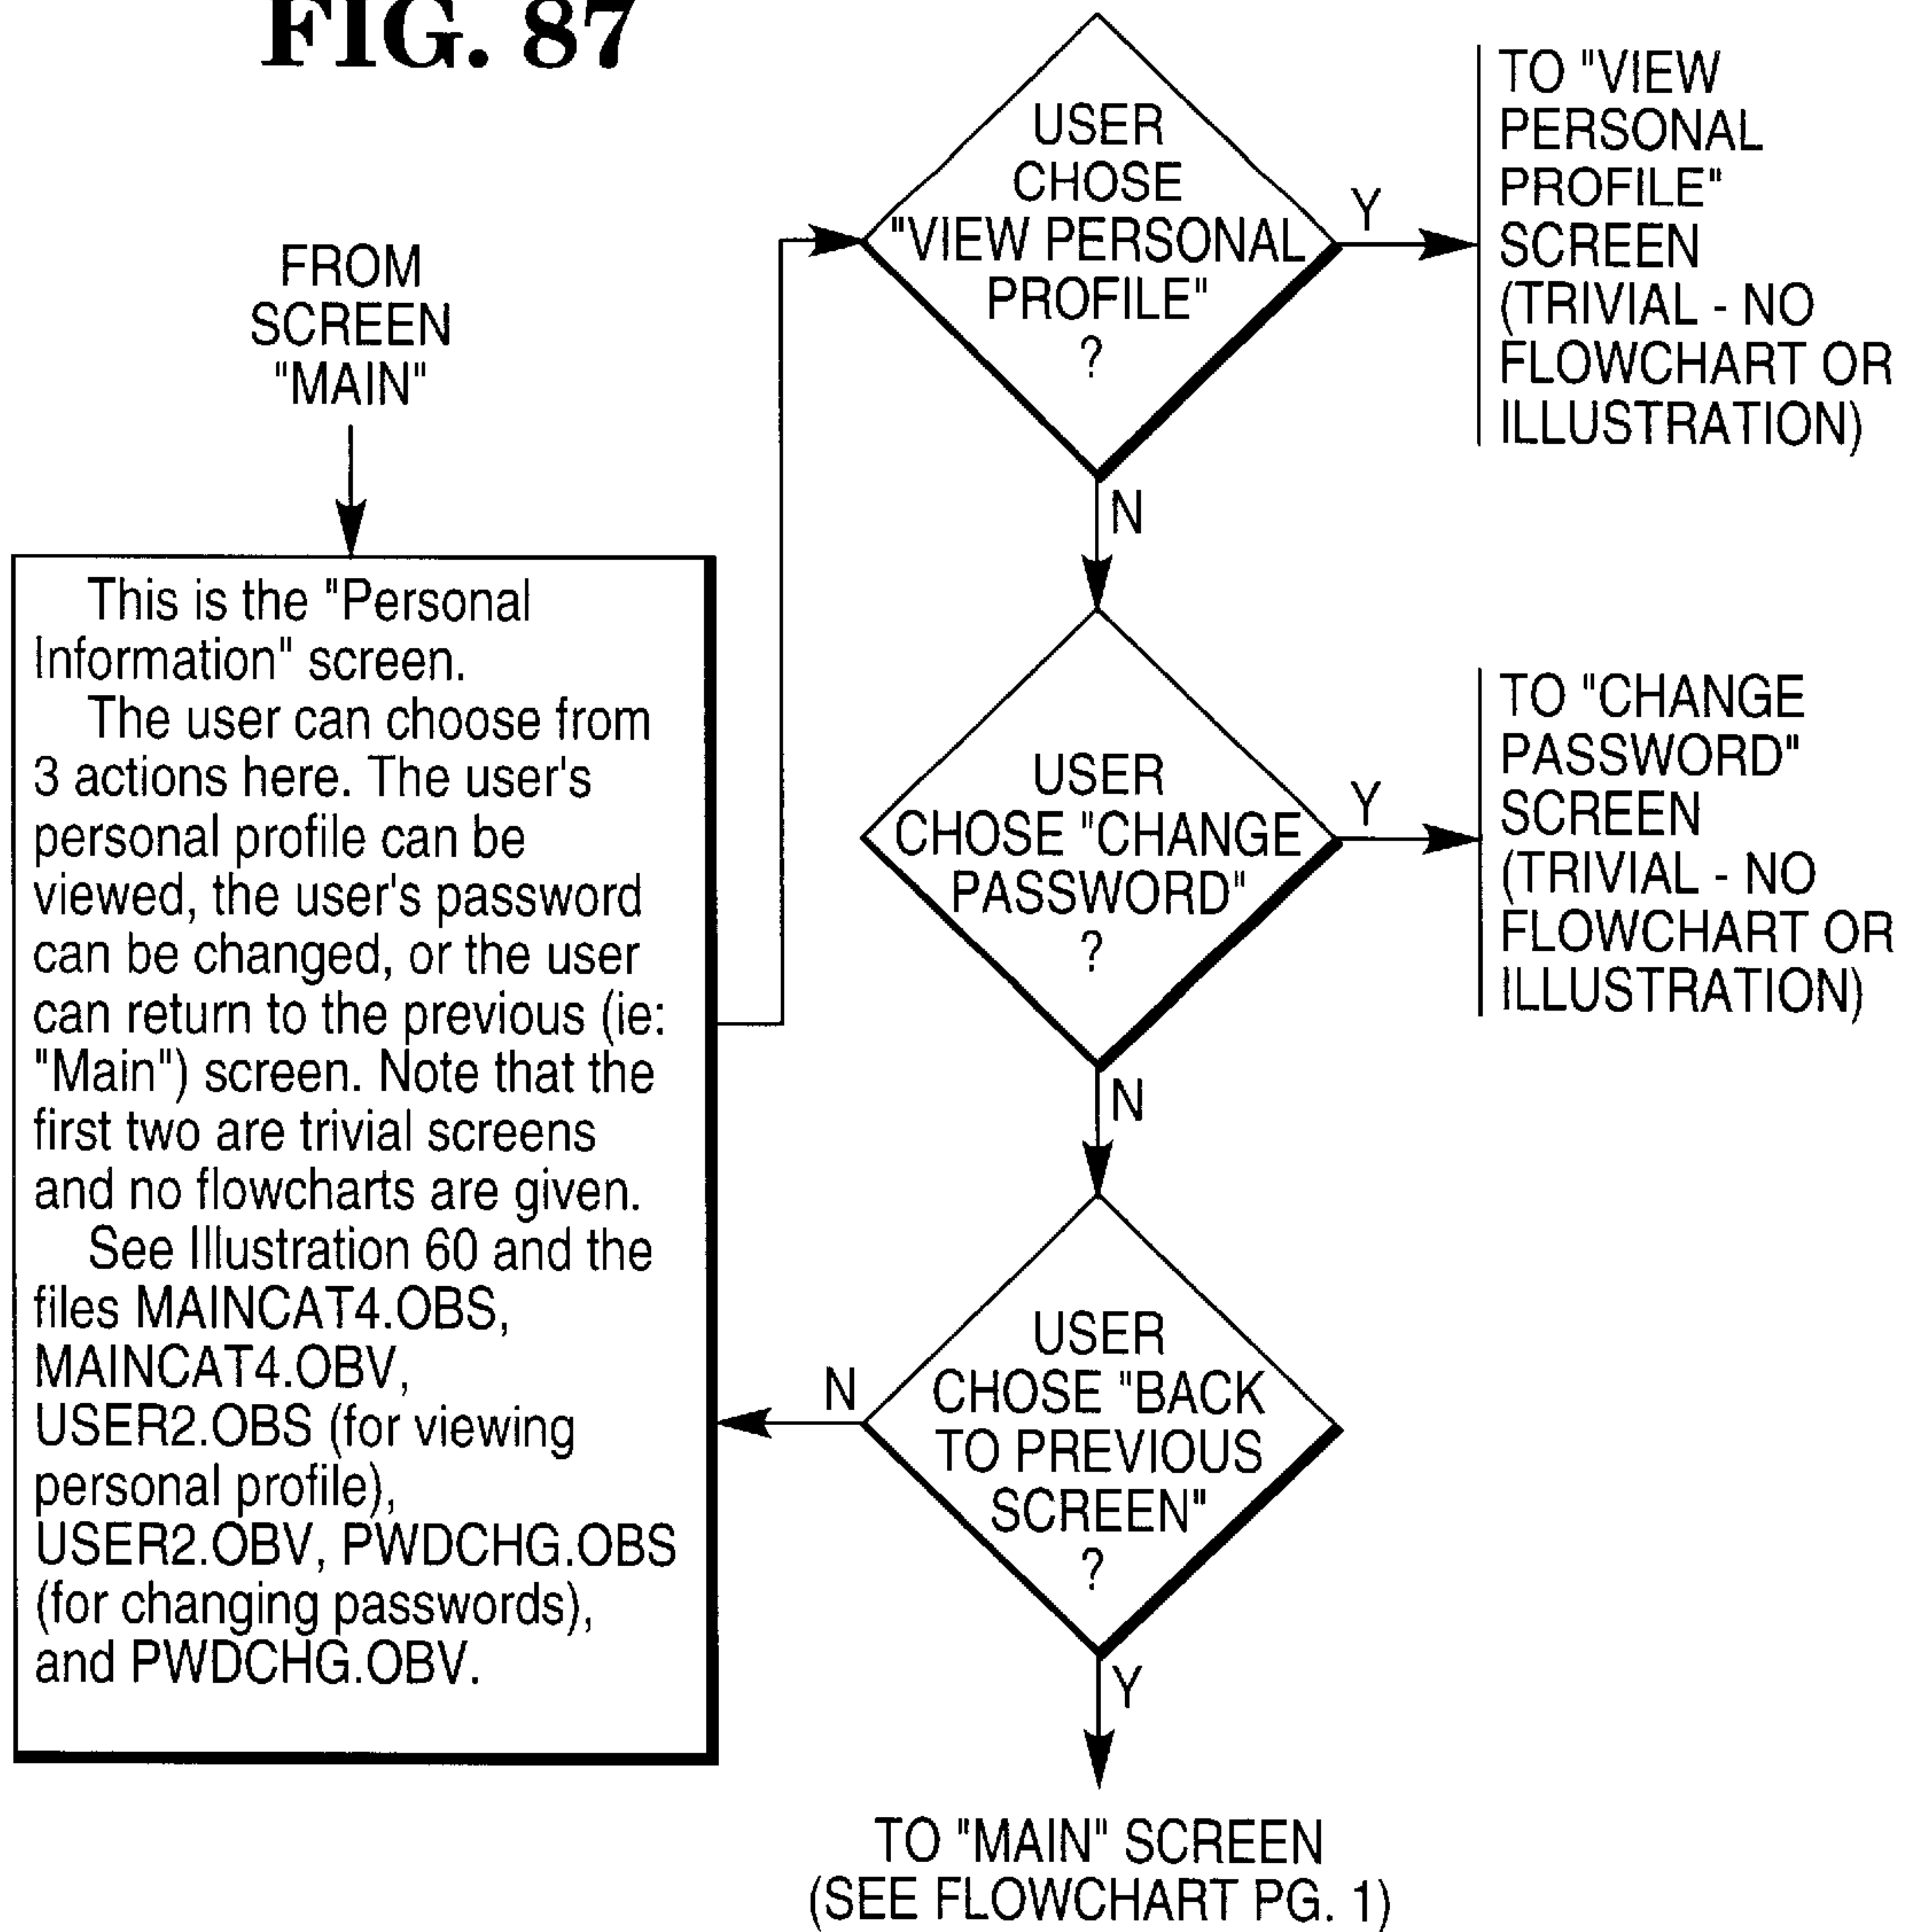 FIG. 87
FROM
SCREEN
"MAIN"
This is the "Personal
Information" screen.
The user can choose from
3 actions here. The user's
personal profile can be
viewed, the user's password
can be changed, or the user
can return to the previous (ie:
"Main") screen. Note that the
first two are trivial screens
and no flowcharts are given.
See Illustration 60 and the
files MAINCAT4.OBS,
MAINCAT4.OBV,
USER2.OBS (for viewing
personal profile),
USER2.OBV, PWDCHG.OBS
(for changing passwords),
and PWDCHG.OBV.
USER
CHOSE
"VIEW PERSONAL
PROFILE"
?
Y
TO "VIEW
PERSONAL
PROFILE"
SCREEN
(TRIVIAL - NO
FLOWCHART OR
ILLUSTRATION)
N
USER
CHOSE "CHANGE
PASSWORD"
?
Y
TO "CHANGE
PASSWORD"
SCREEN
(TRIVIAL - NO
FLOWCHART OR
ILLUSTRATION)
N
USER
CHOSE "BACK
TO PREVIOUS
SCREEN"
?
N
Y
TO "MAIN" SCREEN
(SEE FLOWCHART PG. 1)